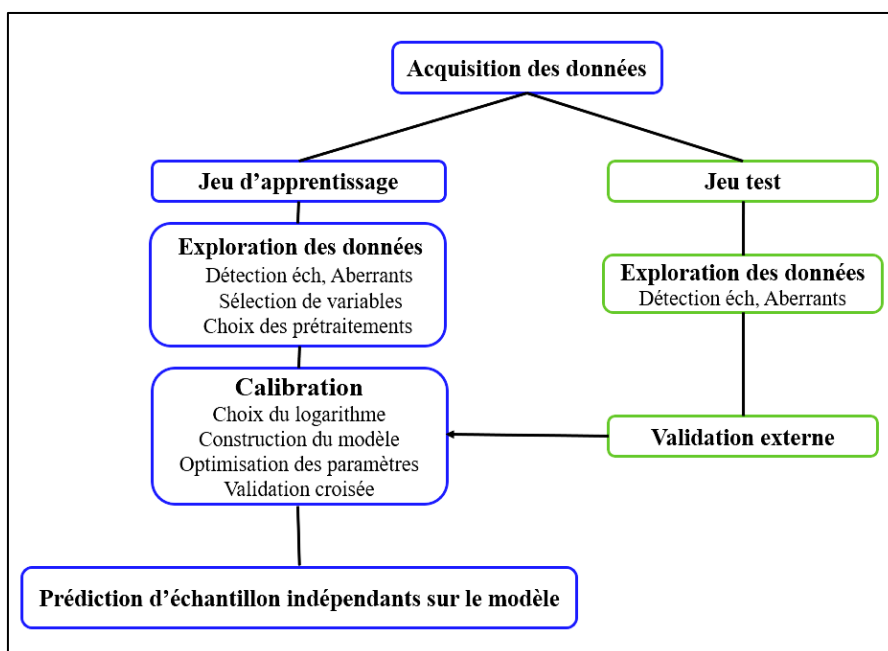 Acquisition des données
Jeu d'apprentissage
Exploration des données
Détection éch, Aberrants
Sélection de variables
Choix des prétraitements
Calibration
Choix du logarithme
Construction du modèle
Optimisation des paramètres
Validation croisée
Jeu test
Exploration des données
Détection éch, Aberrants
Validation externe
Prédiction d'échantillon indépendants sur le modèle